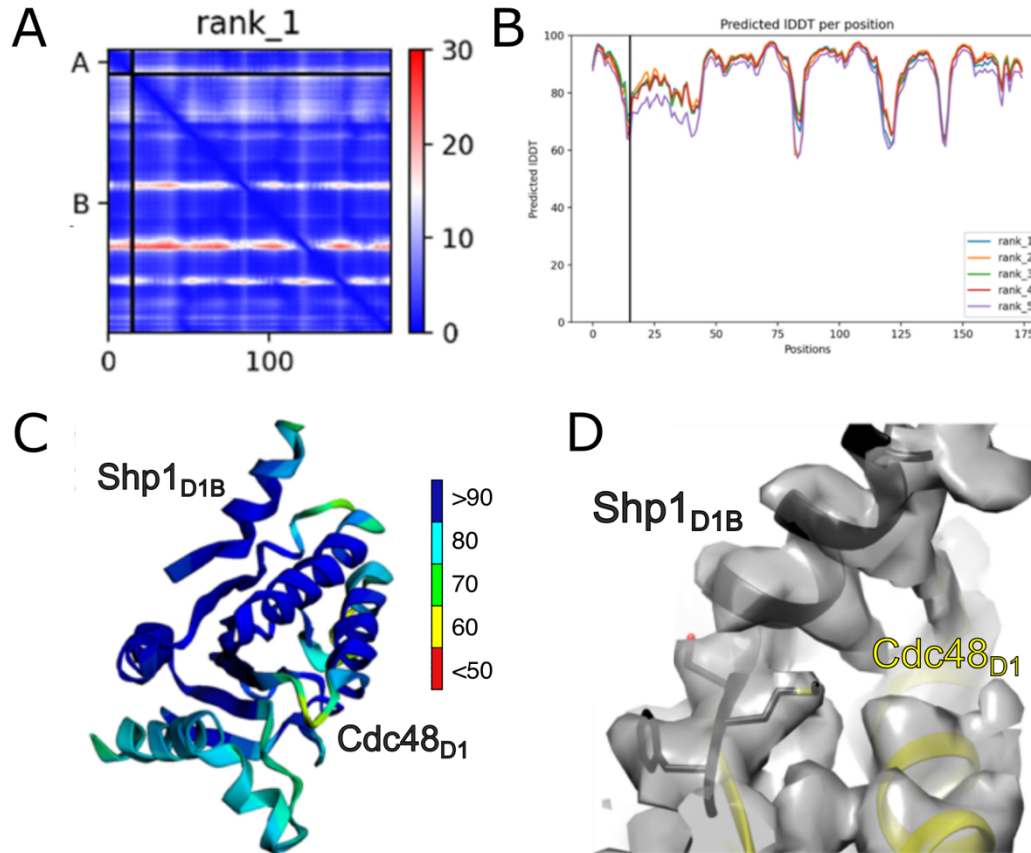 A
rank_1
A
B
30
20
10
0
0
100
B
Predicted lDDT per position
100
80
60
40
20
0
Predicted lDDT
0
25
50
75
100
125
150
175
Positions
rank_1
rank_2
rank_3
rank_4
rank_5
C
Shp1D1B
>90
80
70
60
<50
Cdc48D1
D
Shp1D1B
Cdc48D1